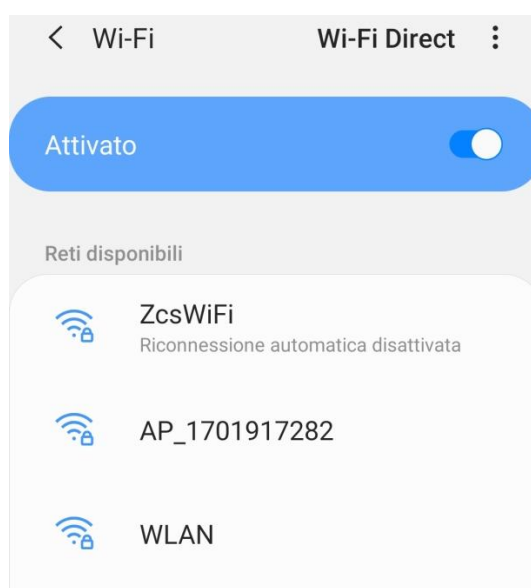 Wi-Fi Wi-Fi Direct
Attivato
Reti disponibili
ZcsWiFi
Riconnessione automatica disattivata
AP_1701917282
WLAN